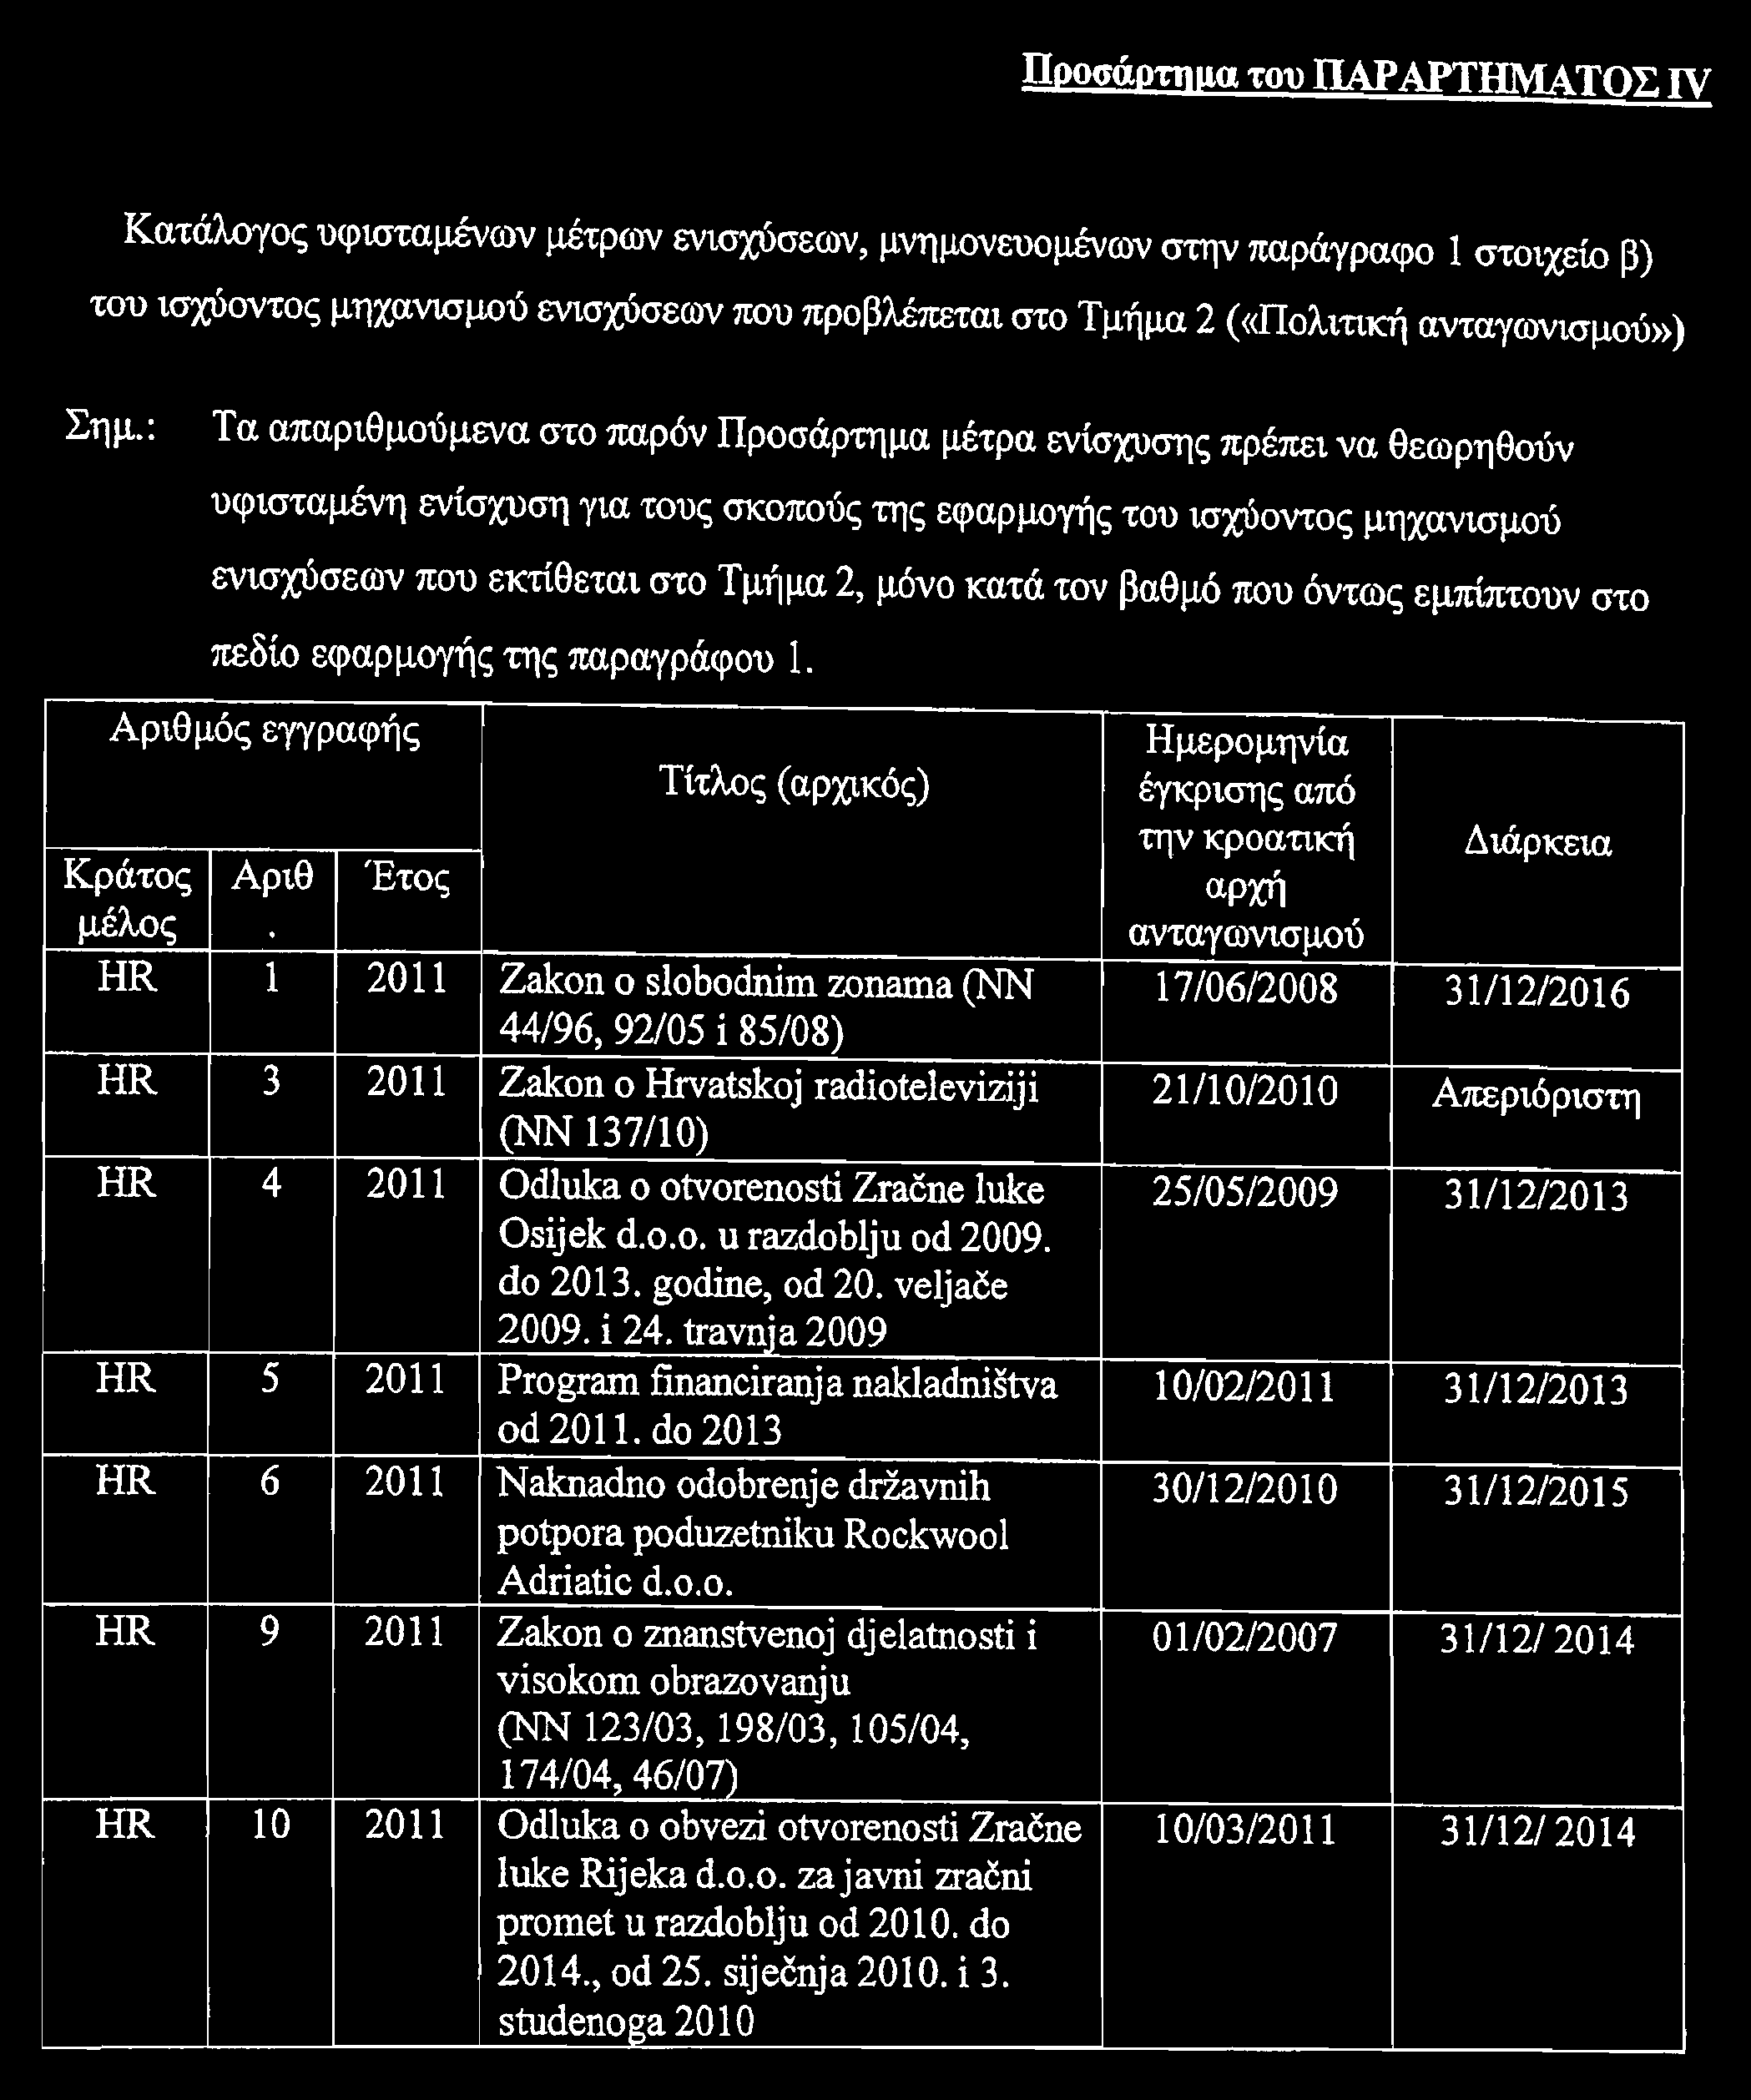 Προσάρτημα του ΠΑΡΑΡΤΗΜΑΤΟΣ IV
Κατάλογος υφισταμένων μέτρων ενισχύσεων, μνημονευομένων στην παράγραφο 1 στοιχείο β)
του ισχύοντος μηχανισμού ενισχύσεων που προβλέπεται στο Τμήμα 2 («Πολιτική ανταγωνισμού»)
Σημ.: Τα απαριθμούμενα στο παρόν Προσάρτημα μέτρα ενίσχυσης πρέπει να θεωρηθούν
υφισταμένη ενίσχυση για τους σκοπούς της εφαρμογής του ισχύοντος μηχανισμού
ενισχύσεων που εκτίθεται στο Τμήμα 2, μόνο κατά τον βαθμό που όντως εμπίπτουν στο
πεδίο εφαρμογής της παραγράφου 1.
Αριθμός εγγραφής
Κράτος
μέλος
Αριθ
.
Έτος
Τίτλος (αρχικός)
Ημερομηνία
έγκρισης από
την κροατική
αρχή
ανταγωνισμού
Διάρκεια
HR 1 2011 Zakon o slobodnim zonama (NN 17/06/2008 31/12/2016
44/96, 92/05 i 85/08)
HR 3 2011 Zakon o Hrvatskoj radioteleviziji 21/10/2010 Απεριόριστη
(NN 137/10)
HR 4 2011 Odluka o otvorenosti Zračne luke 25/05/2009 31/12/2013
Osijek d.o.o. u razdoblju od 2009.
do 2013. godine, od 20. veljače
2009. i 24. travnja 2009
HR 5 2011 Program financiranja nakladništva 10/02/2011 31/12/2013
od 2011. do 2013
HR 6 2011 Naknadno odobrenje državnih 30/12/2010 31/12/2015
potpora poduzetniku Rockwool
Adriatic d.o.o.
HR 9 2011 Zakon o znanstvenoj djelatnosti i 01/02/2007 31/12/ 2014
visokom obrazovanju
(NN 123/03, 198/03, 105/04,
174/04, 46/07)
HR 10 2011 Odluka o obvezi otvorenosti Zračne 10/03/2011 31/12/ 2014
luke Rijeka d.o.o. za javni zračni
promet u razdoblju od 2010. do
2014., od 25. siječnja 2010. i 3.
studenoga 2010